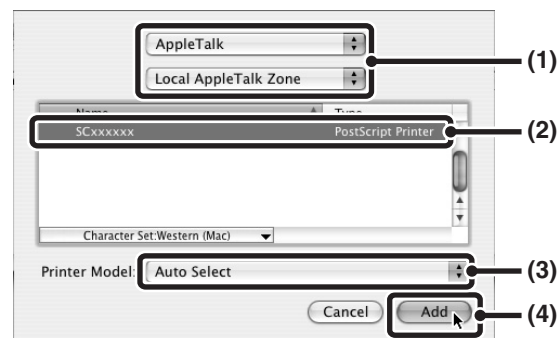 AppleTalk
(1)
Local AppleTalk Zone
Name Type
SCxxxxxx PostScript Printer (2)
Character Set:Western (Mac)
Printer Model: Auto Select (3)
Cancel Add (4)